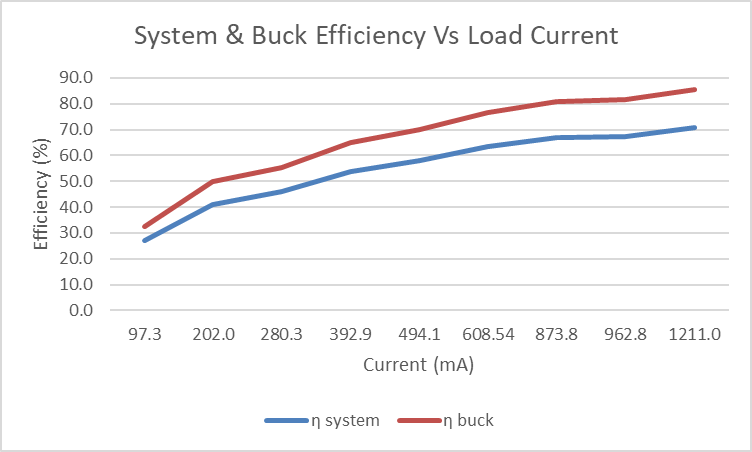 System & Buck Efficiency Vs Load Current
Efficiency (%)
90.0
80.0
70.0
60.0
50.0
40.0
30.0
20.0
10.0
0.0
97.3 202.0 280.3 392.9 494.1 608.54 873.8 962.8 1211.0
Current (mA)
η system η buck